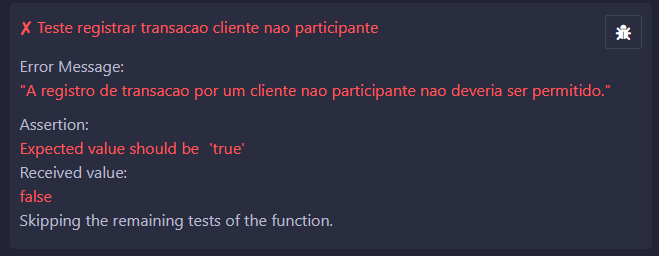 ✘ Teste registrar transacao cliente nao participante
Error Message:
"A registro de transacao por um cliente nao participante nao deveria ser permitido."
Assertion:
Expected value should be 'true'
Received value:
false
Skipping the remaining tests of the function.